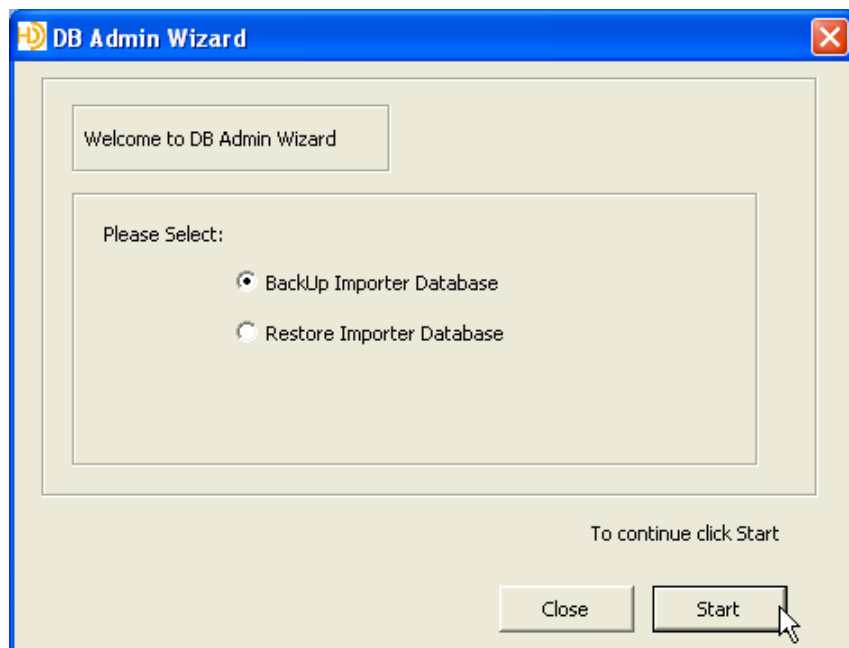 DB Admin Wizard
Welcome to DB Admin Wizard
Please Select:
BackUp Importer Database
Restore Importer Database
To continue click Start
Close
Start